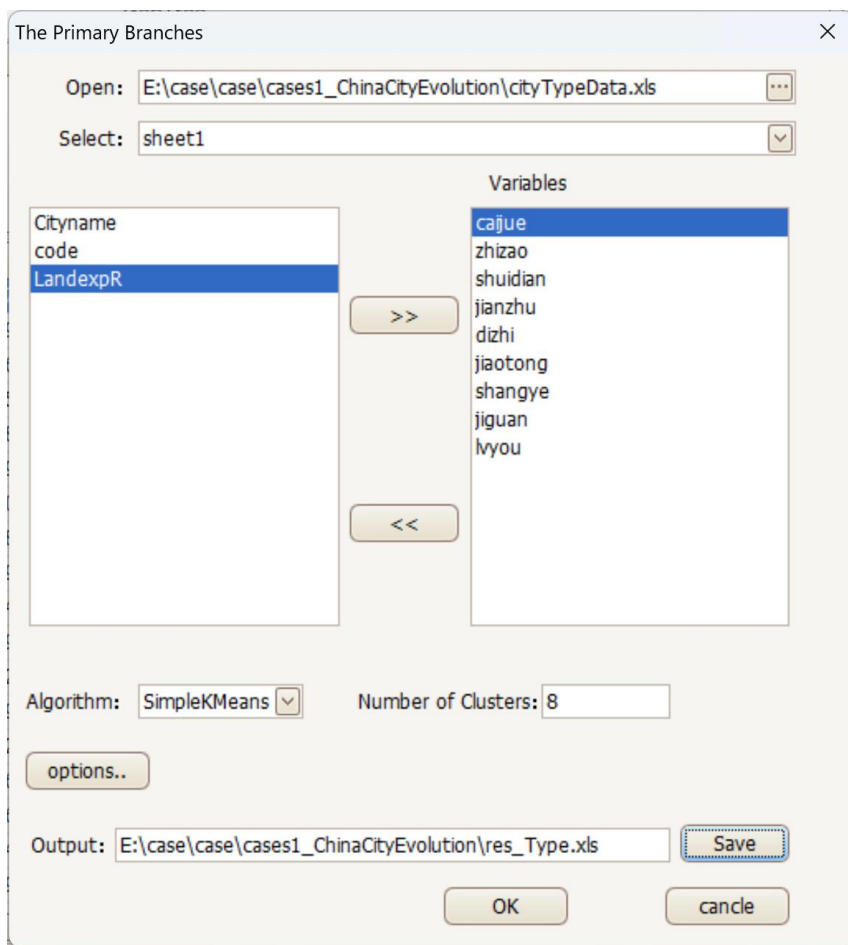 The Primary Branches
Open: E:\case\case\cases1_ChinaCityEvolution\cityTypeData.xls ...
Select: sheet1
Variables
Cityname
code
LandexpR
>>
<<
caijue
zhizao
shuidian
jianzhu
dizhi
jiaotong
shangye
jiguan
lvyou
Algorithm: SimpleKMeans Number of Clusters: 8
options..
Output: E:\case\case\cases1_ChinaCityEvolution\res_Type.xls Save
OK cancle